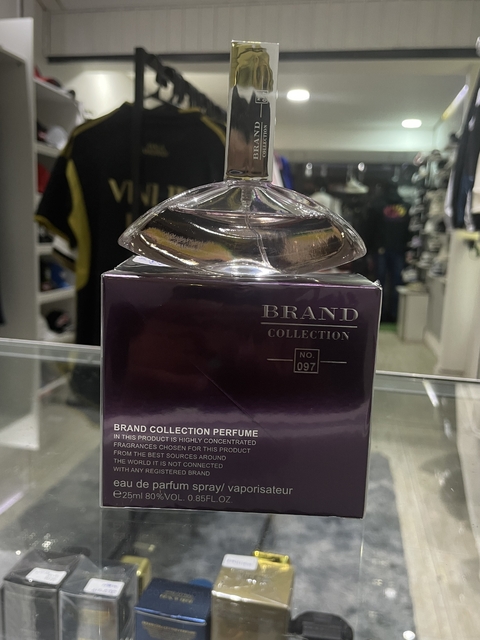 BRAND
COLLECTION
BRAND
COLLECTION
NO.
097
BRAND COLLECTION PERFUME
IN THIS PRODUCT IS HIGHLY CONCENTRATED
FRAGRANCES CHOSEN FOR THIS PRODUCT
FROM THE BEST SOURCES AROUND
THE WORLD IT IS NOT CONNECTED
WITH ANY REGISTERED BRAND
eau de parfum spray/ vaporisateur
℮25ml 80%VOL. 0.85FL.OZ.